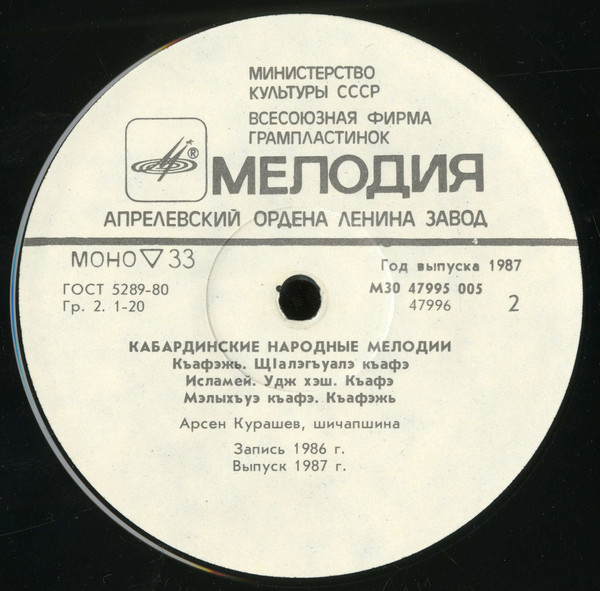 МИНИСТЕРСТВО
КУЛЬТУРЫ СССР
ВСЕСОЮЗНАЯ ФИРМА
ГРАМПЛАСТИНОК
®
МЕЛОДИЯ
АПРЕЛЕВСКИЙ ОРДЕНА ЛЕНИНА ЗАВОД
МОНО ▽ 33
Год выпуска 1987
ГОСТ 5289-80
М30 47995 005
Гр. 2. 1-20
47996
2
КАБАРДИНСКИЕ НАРОДНЫЕ МЕЛОДИИ
Къафэжь. ЩIалэгъуалэ къафэ
Исламей. Удж хэш. Къафэ
Мэлыхъуэ къафэ. Къафэжь
Арсен Курашев, шичапшина
Запись 1986 г.
Выпуск 1987 г.